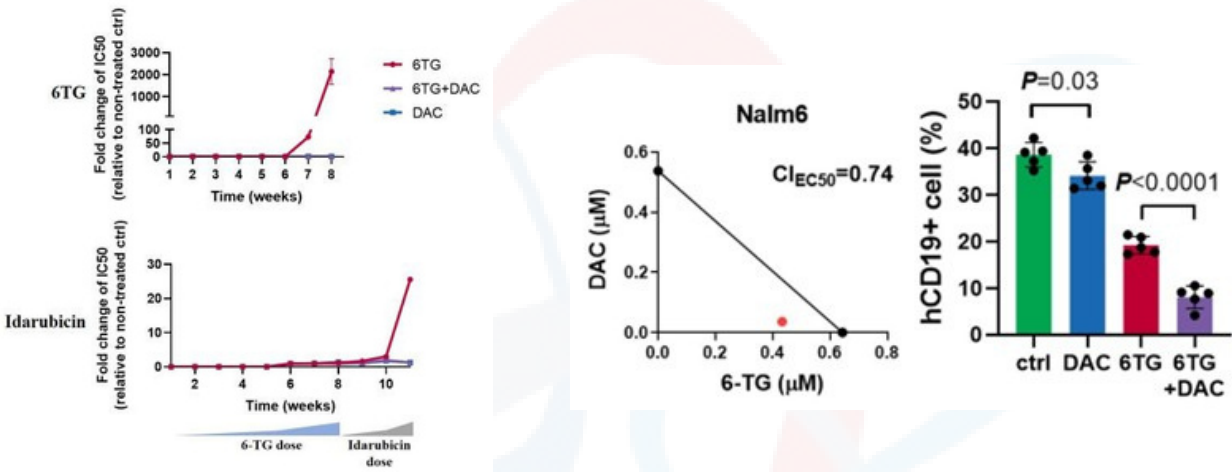 6TG
Fold change of IC50
(relative to non-treated ctrl)
3000
2000
1000
100
50
0
1 2 3 4 5 6 7 8
Time (weeks)
6TG
6TG+DAC
DAC
Idarubicin
Fold change of IC50
(relative to non-treated ctrl)
30
20
10
0
2 4 6 8 10
Time (weeks)
6-TG dose
Idarubicin
dose
Nalm6
CIEC50=0.74
DAC (μM)
0.6
0.4
0.2
0.0
0.0 0.2 0.4 0.6 0.8
6-TG (μM)
hCD19+ cell (%)
50
40
30
20
10
0
P=0.03
P<0.0001
ctrl DAC 6TG 6TG
+DAC